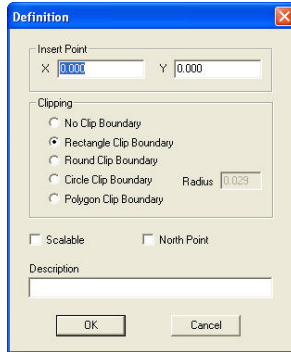 Definition
Insert Point
X 0.000 Y 0.000
Clipping
No Clip Boundary
Rectangle Clip Boundary
Round Clip Boundary
Circle Clip Boundary Radius 0.029
Polygon Clip Boundary
Scalable North Point
Description
OK Cancel